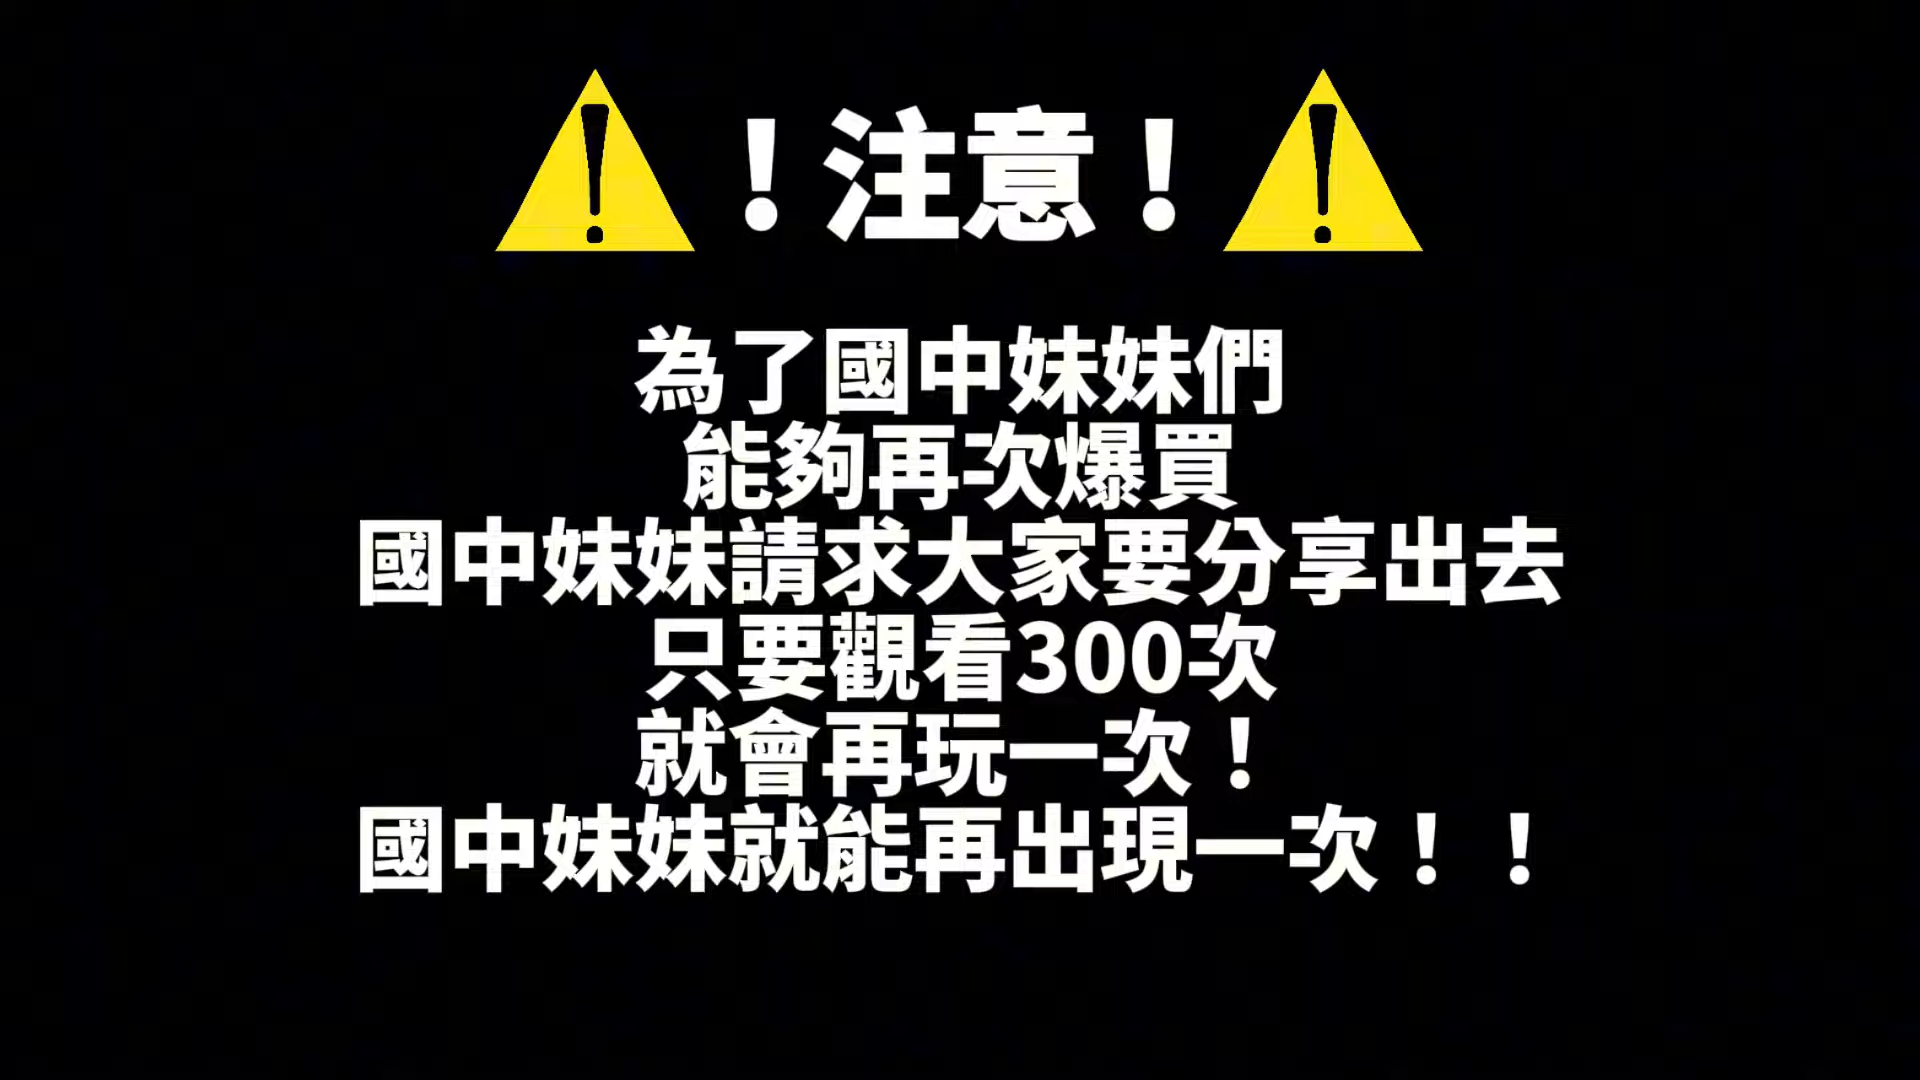 ！注意！
為了國中妹妹們
能夠再次爆買
國中妹妹請求大家要分享出去
只要觀看300次
就會再玩一次！
國中妹妹就能再出現一次！！